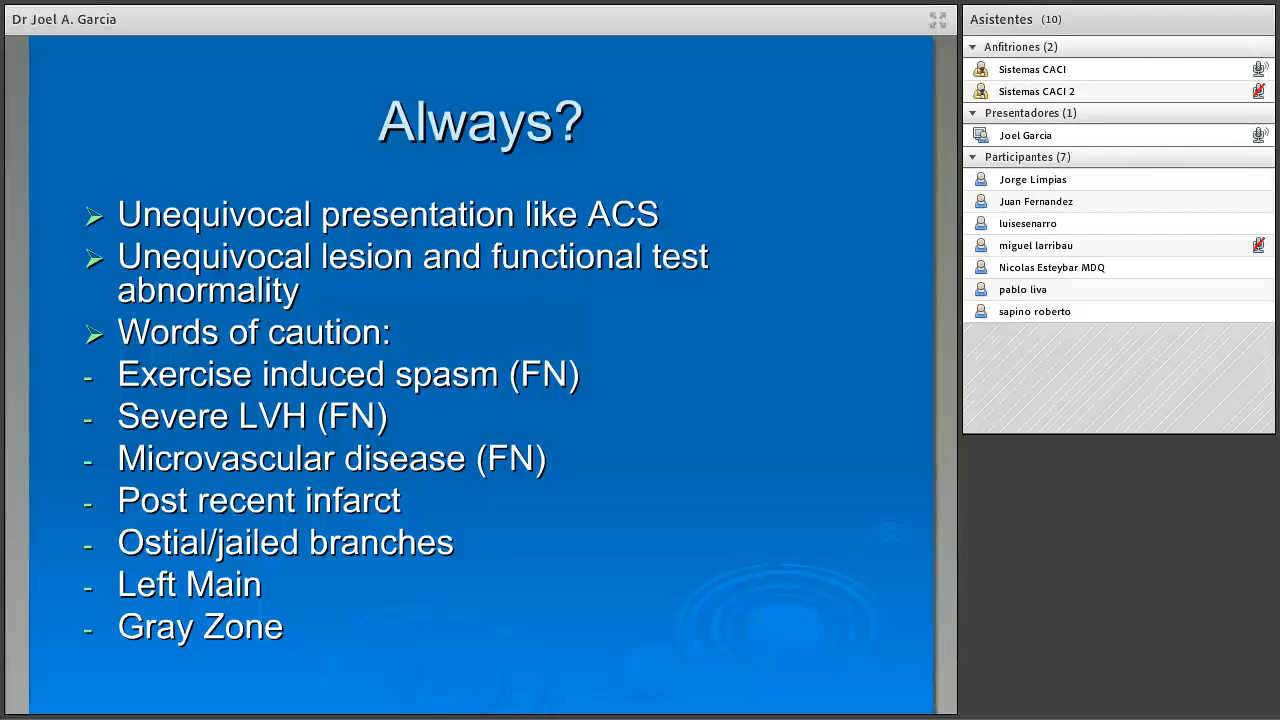 Dr Joel A. Garcia
Always?
Unequivocal presentation like ACS
Unequivocal lesion and functional test
abnormality
Words of caution:
- Exercise induced spasm (FN)
- Severe LVH (FN)
- Microvascular disease (FN)
- Post recent infarct
- Ostial/jailed branches
- Left Main
- Gray Zone
Asistentes (10)
Anfitriones (2)
Sistemas CACI
Sistemas CACI 2
Presentadores (1)
Joel Garcia
Participantes (7)
Jorge Limpias
Juan Fernandez
luisesenarro
miguel larribau
Nicolas Esteybar MDQ
pablo liva
sapino roberto